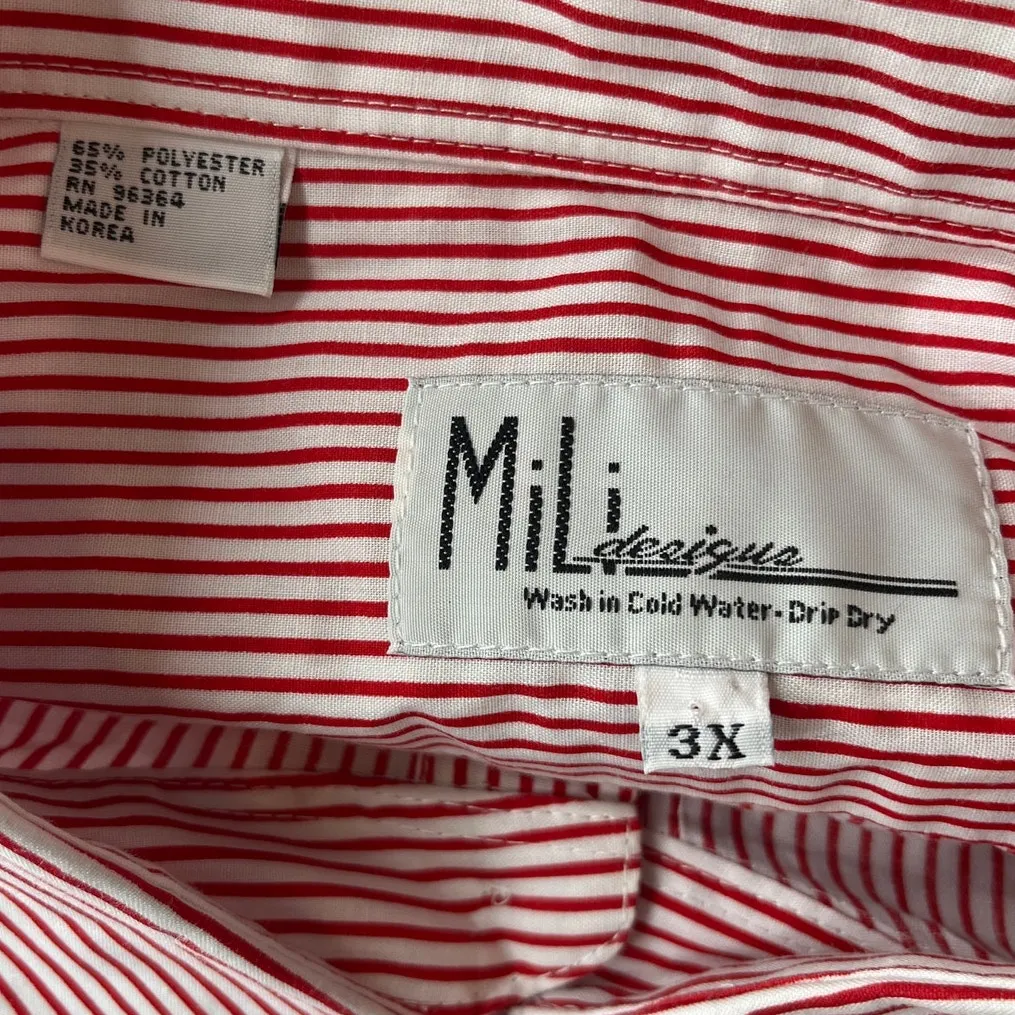 65% POLYESTER
35% COTTON
RN 96364
MADE IN
KOREA
MiLi
designs
Wash in Cold Water-Drip Dry
3X